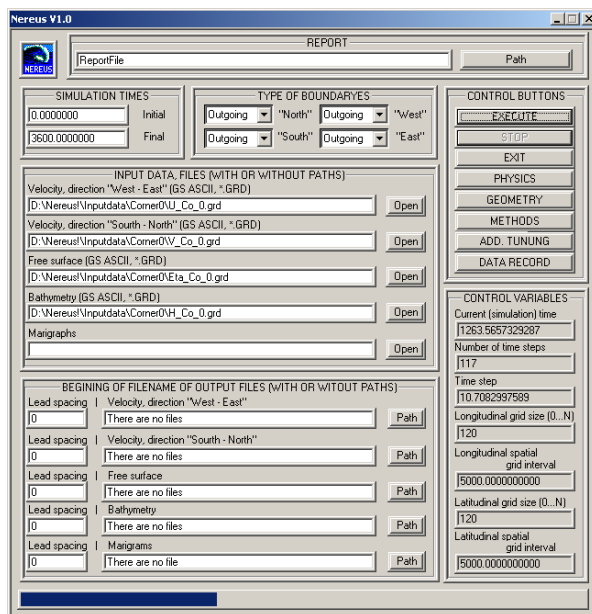 Nereus V1.0
NEREUS
REPORT
ReportFile
Path
SIMULATION TIMES
0.0000000 Initial
3600.0000000 Final
TYPE OF BOUNDARYES
Outgoing "North" Outgoing "West"
Outgoing "South" Outgoing "East"
INPUT DATA, FILES (WITH OR WITHOUT PATHS)
Velocity, direction "West - East" (GS ASCII, *.GRD)
D:\Nereus!\Inputdata\Corner0\U_Co_0.grd Open
Velocity, direction "Sourth - North" (GS ASCII, *.GRD)
D:\Nereus!\Inputdata\Corner0\V_Co_0.grd Open
Free surface (GS ASCII, *.GRD)
D:\Nereus!\Inputdata\Corner0\Eta_Co_0.grd Open
Bathymetry (GS ASCII, *.GRD)
D:\Nereus!\Inputdata\Corner0\H_Co_0.grd Open
Marigraphs
Open
BEGINING OF FILENAME OF OUTPUT FILES (WITH OR WITOUT PATHS)
Lead spacing | Velocity, direction "West - East"
0 There are no files Path
Lead spacing | Velocity, direction "Sourth - North"
0 There are no files Path
Lead spacing | Free surface
0 There are no files Path
Lead spacing | Bathymetry
0 There are no files Path
Lead spacing | Marigrams
0 There are no file Path
CONTROL BUTTONS
EXECUTE
STOP
EXIT
PHYSICS
GEOMETRY
METHODS
ADD. TUNUNG
DATA RECORD
CONTROL VARIABLES
Current (simulation) time
1263.5657329287
Number of time steps
117
Time step
10.7082997589
Longitudinal grid size (0...N)
120
Longitudinal spatial
grid interval
5000.0000000000
Latitudinal grid size (0...N)
120
Latitudinal spatial
grid interval
5000.0000000000